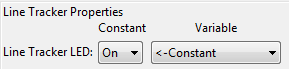 Line Tracker Properties
Constant Variable
Line Tracker LED: On <-Constant